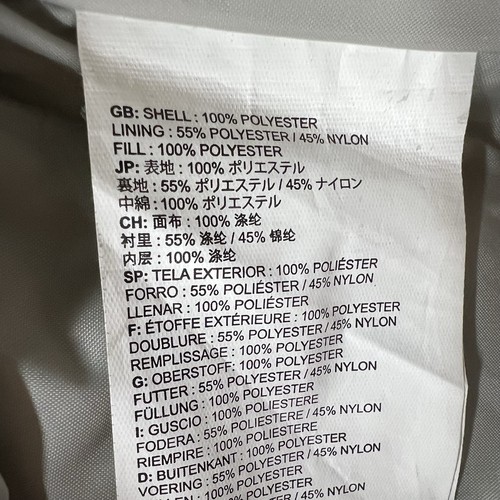 GB: SHELL : 100% POLYESTER
LINING : 55% POLYESTER / 45% NYLON
FILL : 100% POLYESTER
JP: 表地 : 100% ポリエステル
裏地 : 55% ポリエステル / 45% ナイロン
中綿 : 100% ポリエステル
CH: 面布 : 100% 涤纶
衬里 : 55% 涤纶 / 45% 锦纶
内层 : 100% 涤纶
SP: TELA EXTERIOR : 100% POLIÉSTER
FORRO : 55% POLIÉSTER / 45% NYLON
LLENAR : 100% POLIÉSTER
F: ÉTOFFE EXTÉRIEURE : 100% POLYESTER
DOUBLURE : 55% POLYESTER / 45% NYLON
REMPLISSAGE : 100% POLYESTER
G: OBERSTOFF: 100% POLYESTER
FUTTER : 55% POLYESTER / 45% NYLON
FÜLLUNG : 100% POLYESTER
I: GUSCIO : 100% POLIESTERE
FODERA : 55% POLIESTERE / 45% NYLON
RIEMPIRE : 100% POLIESTERE
D: BUITENKANT : 100% POLYESTER
VOERING : 55% POLYESTER / 45% NYLON
: 100% POLYESTER
POLYESTER / 45% NYLON